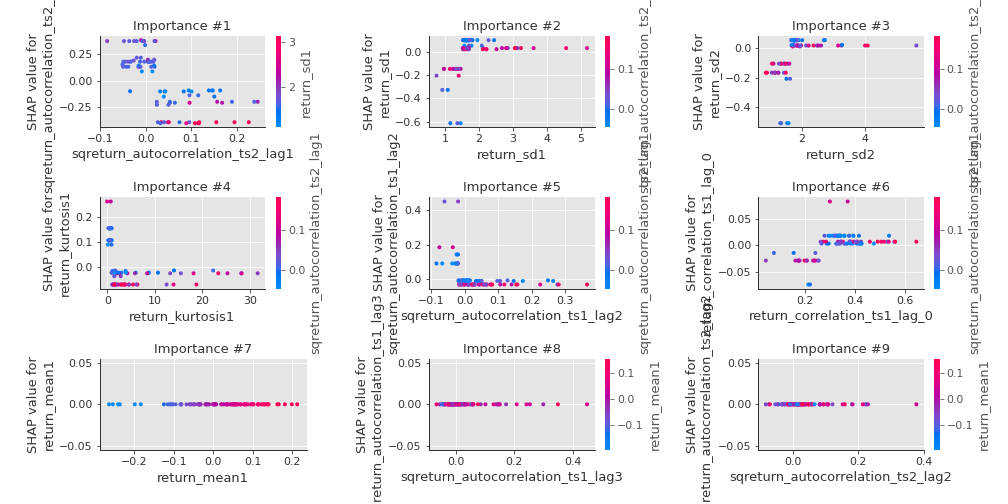 Importance #1
SHAP value for
sqreturn_autocorrelation_ts2_
0.25
0.00
−0.25
−0.1
0.0
0.1
0.2
sqreturn_autocorrelation_ts2_lag1
3
2
return_sd1
Importance #2
SHAP value for
return_sd1
0.0
−0.2
−0.4
−0.6
1
2
3
4
5
return_sd1
0.1
0.0
sqreturn_autocorrelation_ts2_
Importance #3
SHAP value for
return_sd2
0.0
−0.2
−0.4
2
4
return_sd2
0.1
0.0
sqreturn_autocorrelation_ts2_
Importance #4
SHAP value for
return_kurtosis1
0.2
0.1
0.0
0
10
20
30
return_kurtosis1
0.1
0.0
sqreturn_autocorrelation_ts2_lag1
Importance #5
SHAP value for
sqreturn_autocorrelation_ts1_lag2
0.4
0.2
0.0
−0.1
0.0
0.1
0.2
0.3
sqreturn_autocorrelation_ts1_lag2
0.1
0.0
sqreturn_autocorrelation_ts2_lag1
Importance #6
SHAP value for
return_correlation_ts1_lag_0
0.05
0.00
−0.05
0.2
0.4
0.6
return_correlation_ts1_lag_0
0.1
0.0
sqreturn_autocorrelation_ts2_lag1
Importance #7
SHAP value for
return_mean1
0.05
0.00
−0.05
−0.2
−0.1
0.0
0.1
0.2
return_mean1
Importance #8
SHAP value for
return_autocorrelation_ts1_lag3
0.05
0.00
−0.05
0.0
0.2
0.4
sqreturn_autocorrelation_ts1_lag3
0.1
0.0
−0.1
return_mean1
Importance #9
SHAP value for
return_autocorrelation_ts2_lag2
0.05
0.00
−0.05
0.0
0.2
0.4
sqreturn_autocorrelation_ts2_lag2
0.1
0.0
−0.1
return_mean1